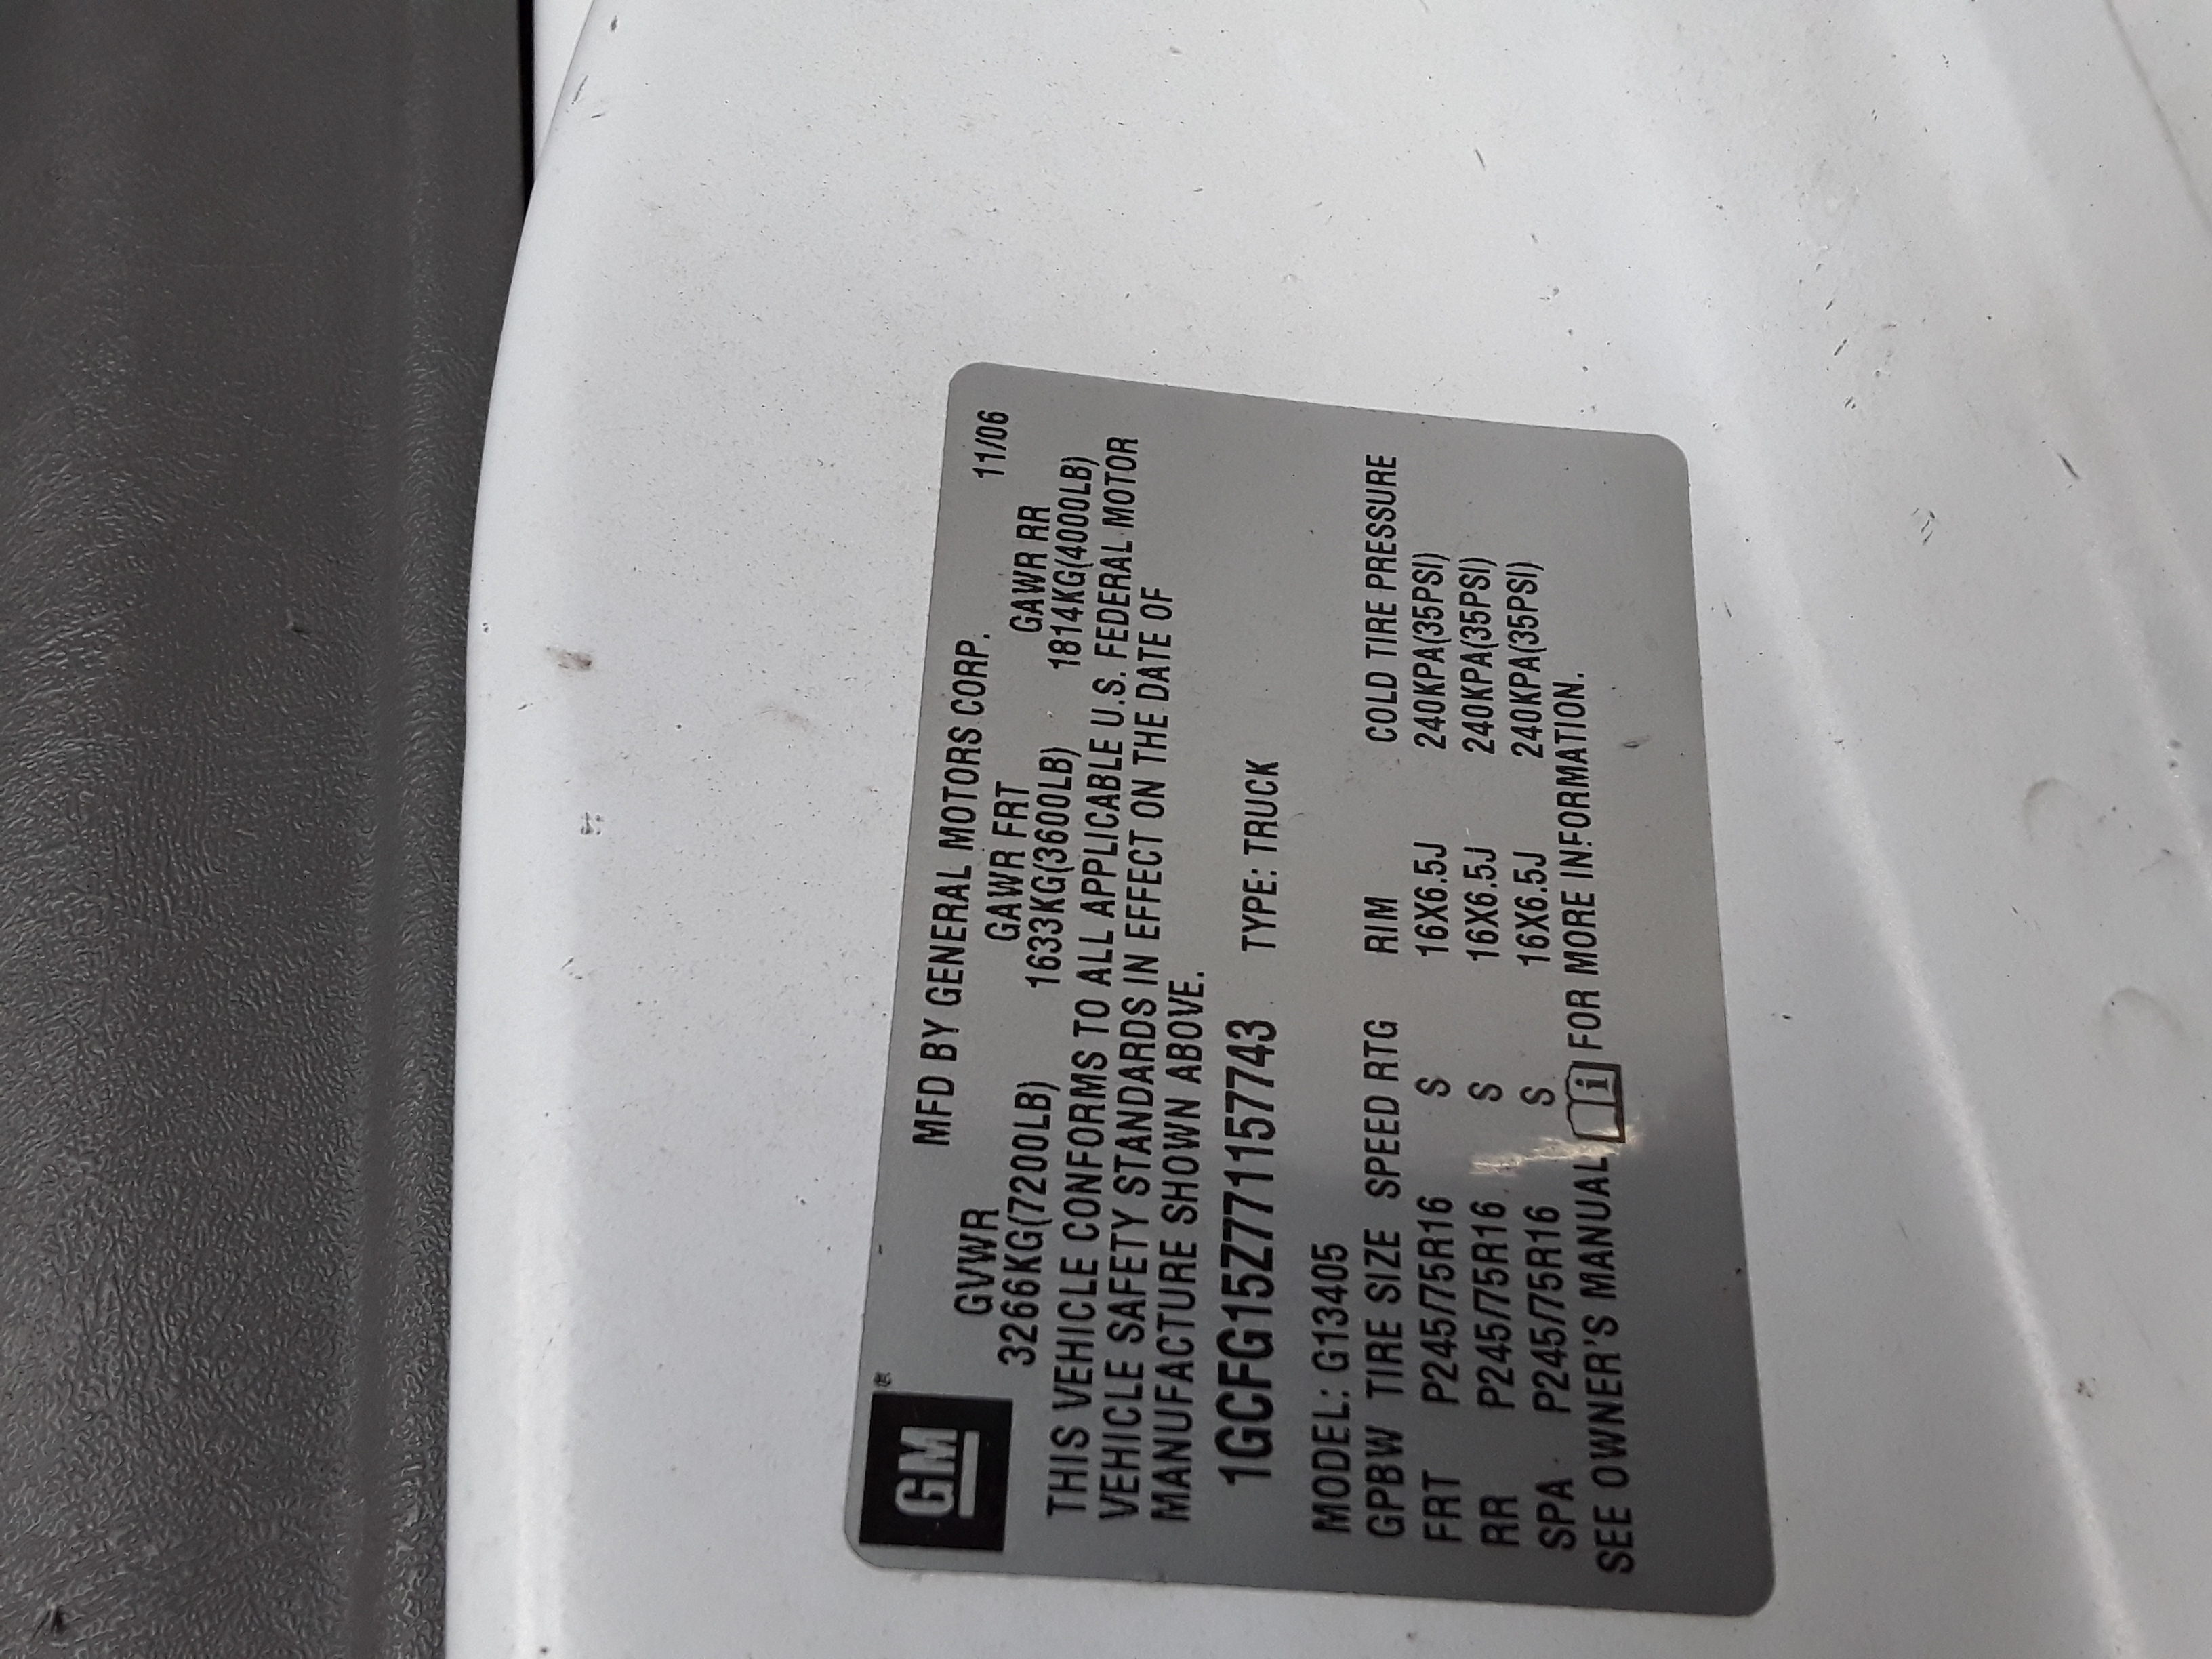 GM®
MFD BY GENERAL MOTORS CORP. 11/06
GVWR GAWR FRT GAWR RR
3266KG(7200LB) 1633KG(3600LB) 1814KG(4000LB)
THIS VEHICLE CONFORMS TO ALL APPLICABLE U.S. FEDERAL MOTOR
VEHICLE SAFETY STANDARDS IN EFFECT ON THE DATE OF
MANUFACTURE SHOWN ABOVE.
1GCFG15Z771157743 TYPE: TRUCK
MODEL: G13405
GPBW TIRE SIZE SPEED RTG RIM COLD TIRE PRESSURE
FRT P245/75R16 S 16X6.5J 240KPA(35PSI)
RR P245/75R16 S 16X6.5J 240KPA(35PSI)
SPA P245/75R16 S 16X6.5J 240KPA(35PSI)
SEE OWNER'S MANUAL i FOR MORE INFORMATION.